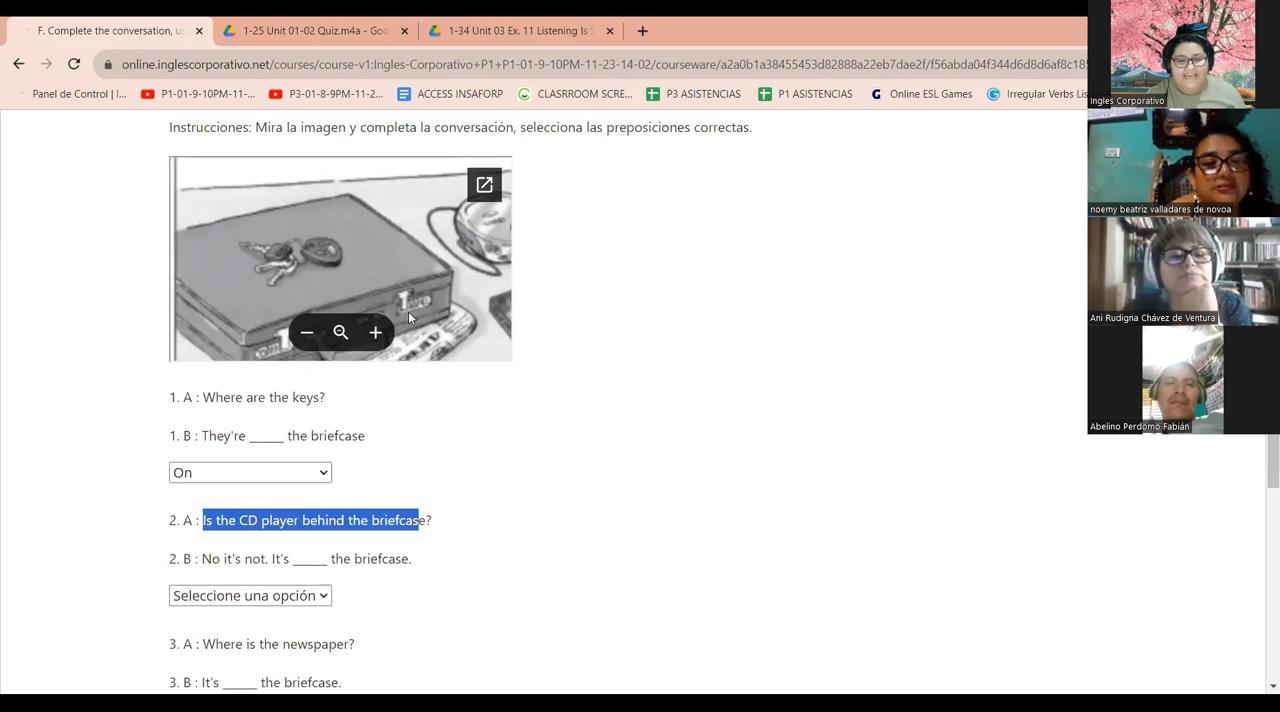 F. Complete the conversation, us
1-25 Unit 01-02 Quiz.m4a - Goo
1-34 Unit 03 Ex. 11 Listening Is S
online.inglescorporativo.net/courses/course-v1:Ingles-Corporativo+P1+P1-01-9-10PM-11-23-14-02/courseware/a2a0b1a38455453d82888a22eb7dae2f/f56abda04f344d6d8d6af8c185
Panel de Control | I...
P1-01-9-10PM-11-...
P3-01-8-9PM-11-2...
ACCESS INSAFORP
CLASRROOM SCRE...
P3 ASISTENCIAS
P1 ASISTENCIAS
Online ESL Games
Irregular Verbs Lis
Instrucciones: Mira la imagen y completa la conversación, selecciona las preposiciones correctas.
1. A : Where are the keys?
1. B : They're _____ the briefcase
On
2. A : Is the CD player behind the briefcase?
2. B : No it's not. It's _____ the briefcase.
Seleccione una opción
3. A : Where is the newspaper?
3. B : It's _____ the briefcase.
Ingles Corporativo
noemy beatriz valladares de novoa
Ani Rudigna Chávez de Ventura
Abelino Perdomo Fabián